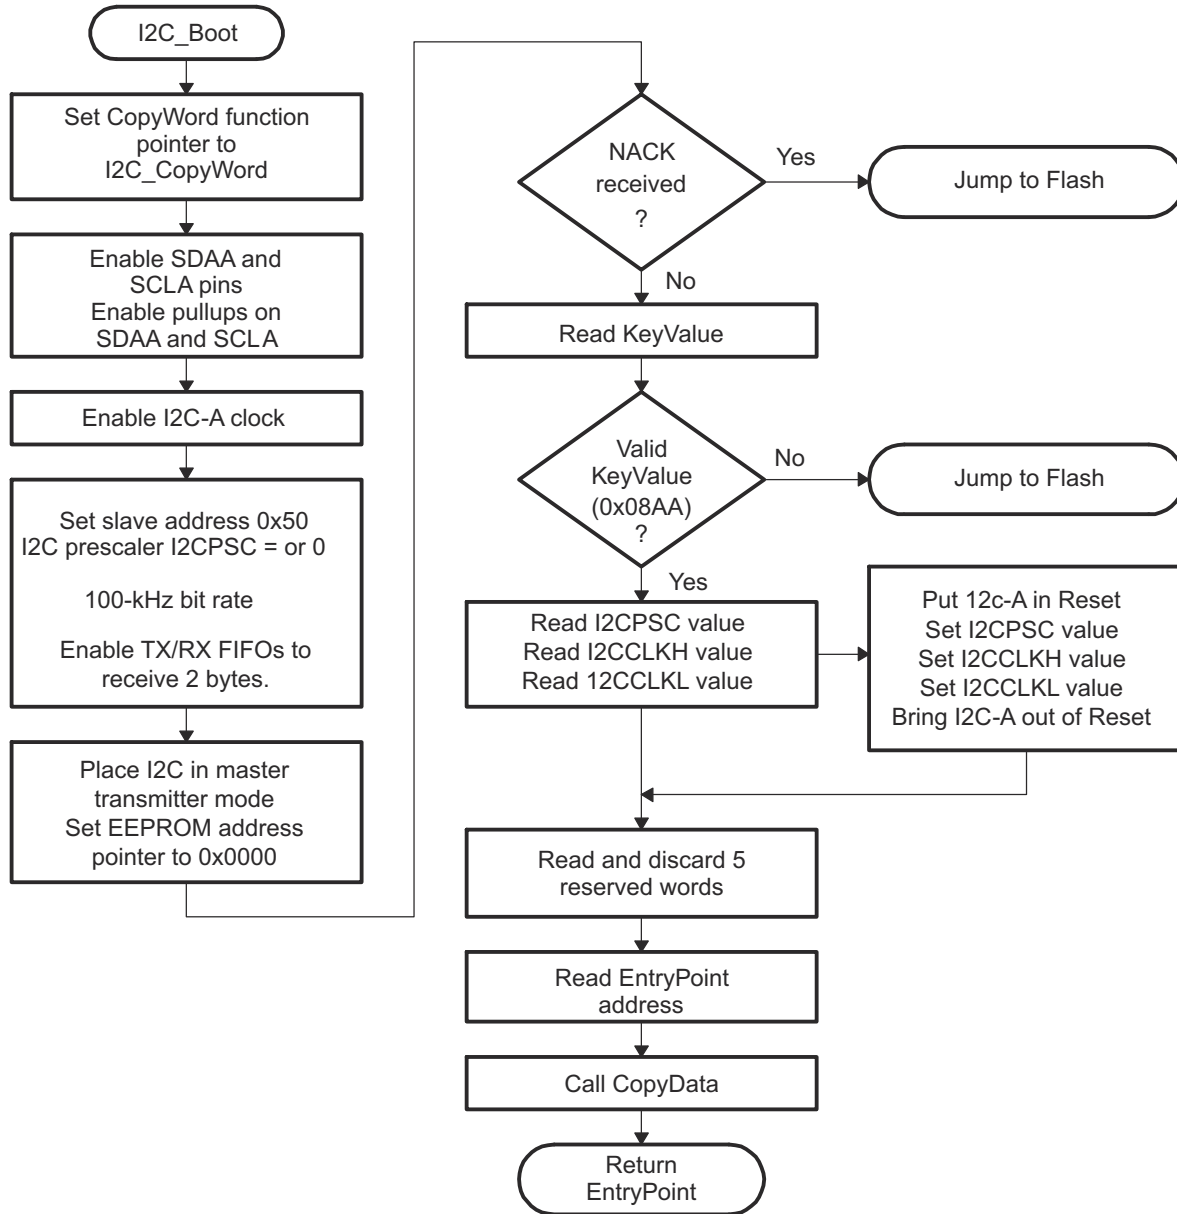 I2C_Boot
Set CopyWord function
pointer to
I2C_CopyWord
Enable SDAA and
SCLA pins
Enable pullups on
SDAA and SCLA
Enable I2C-A clock
Set slave address 0x50
I2C prescaler I2CPSC = or 0
100-kHz bit rate
Enable TX/RX FIFOs to
receive 2 bytes.
Place I2C in master
transmitter mode
Set EEPROM address
pointer to 0x0000
NACK
received
?
Yes
Jump to Flash
No
Read KeyValue
Valid
KeyValue
(0x08AA)
?
No
Jump to Flash
Yes
Read I2CPSC value
Read I2CCLKH value
Read 12CCLKL value
Put 12c-A in Reset
Set I2CPSC value
Set I2CCLKH value
Set I2CCLKL value
Bring I2C-A out of Reset
Read and discard 5
reserved words
Read EntryPoint
address
Call CopyData
Return
EntryPoint